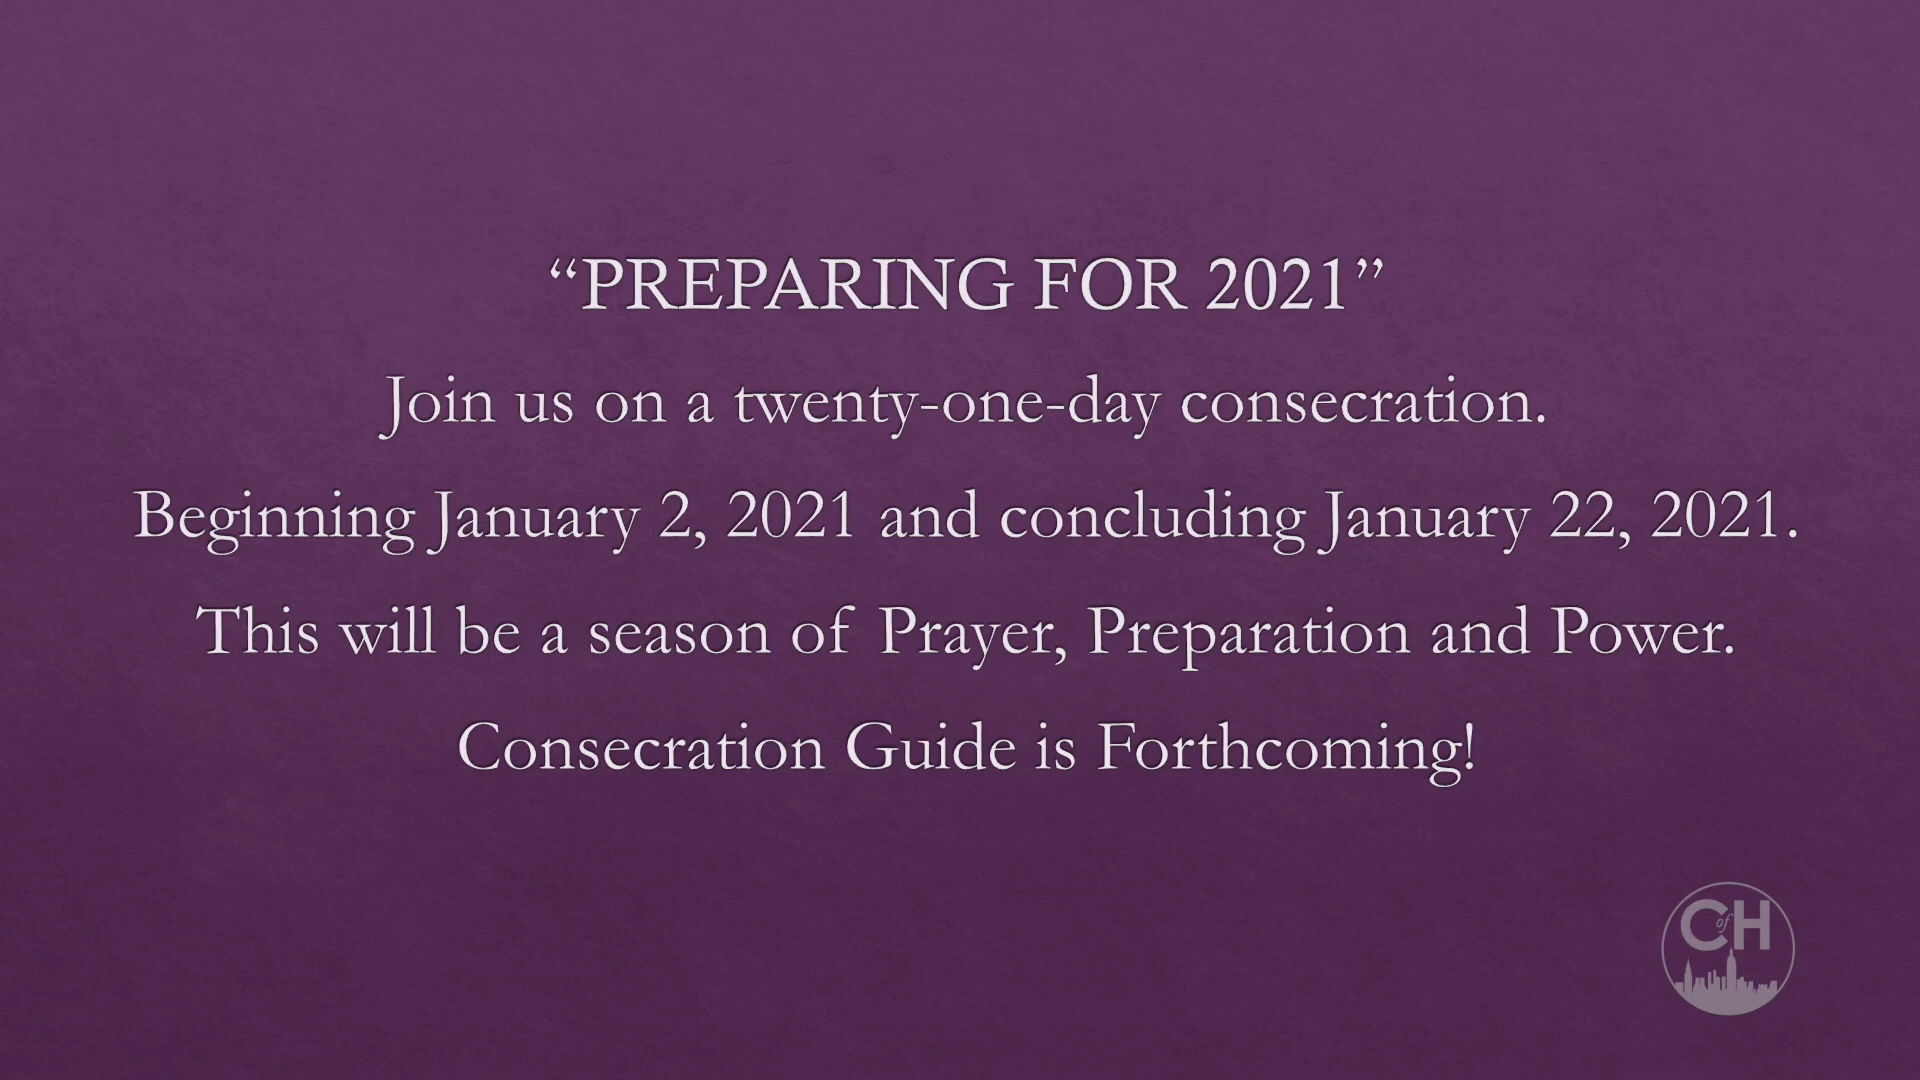 “PREPARING FOR 2021”
Join us on a twenty-one-day consecration.
Beginning January 2, 2021 and concluding January 22, 2021.
This will be a season of Prayer, Preparation and Power.
Consecration Guide is Forthcoming!
C of H